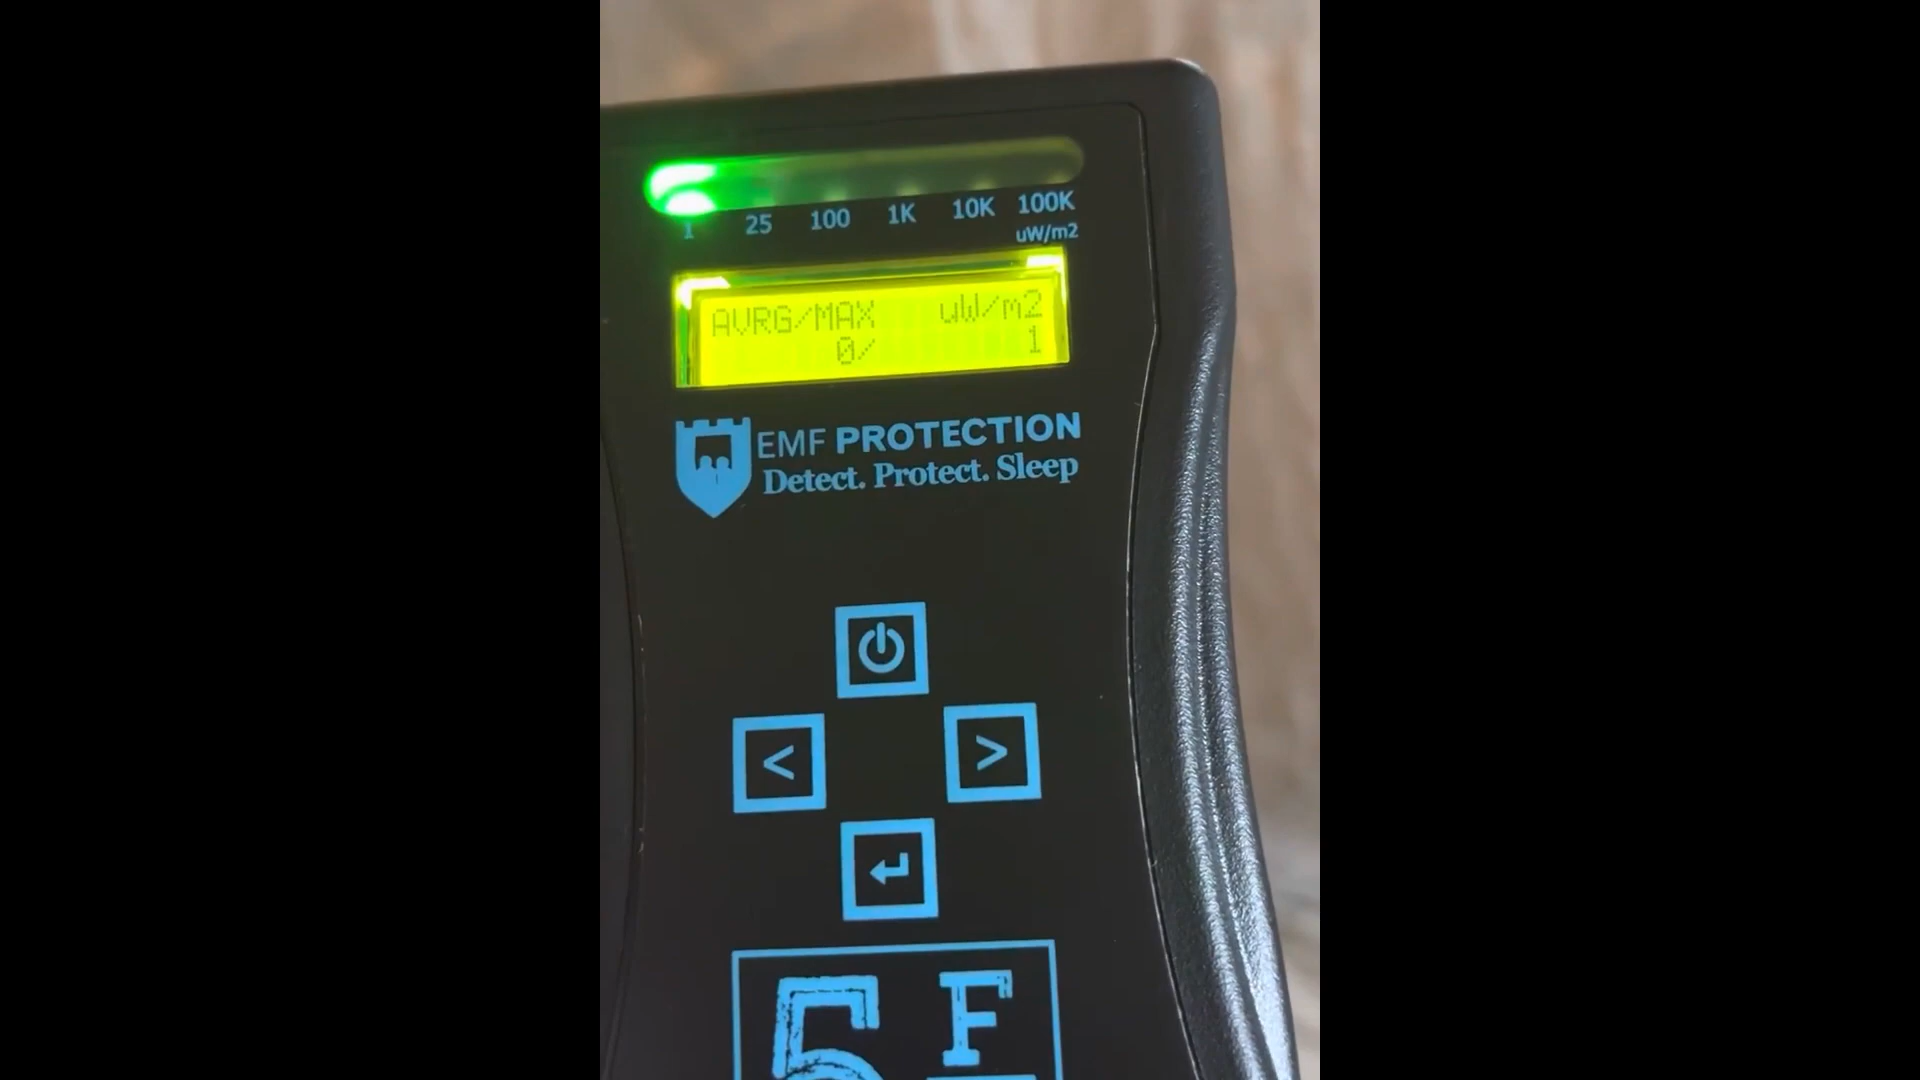 1 25 100 1K 10K 100K
uW/m2
AVRG/MAX uW/m2
0/ 1
EMF PROTECTION
Detect. Protect. Sleep
< >
5 F